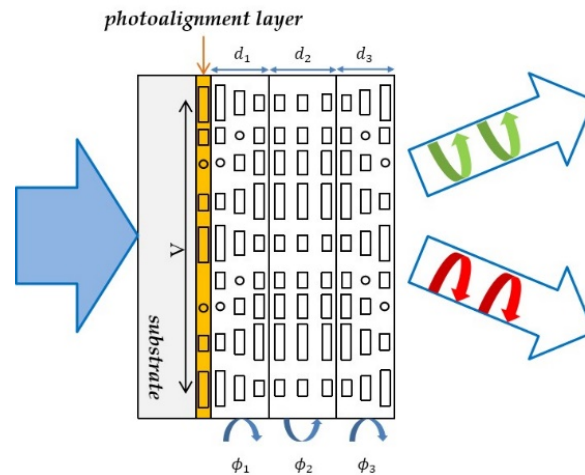 photoalignment layer
d₁ d₂ d₃
V
substrate
ϕ₁ ϕ₂ ϕ₃